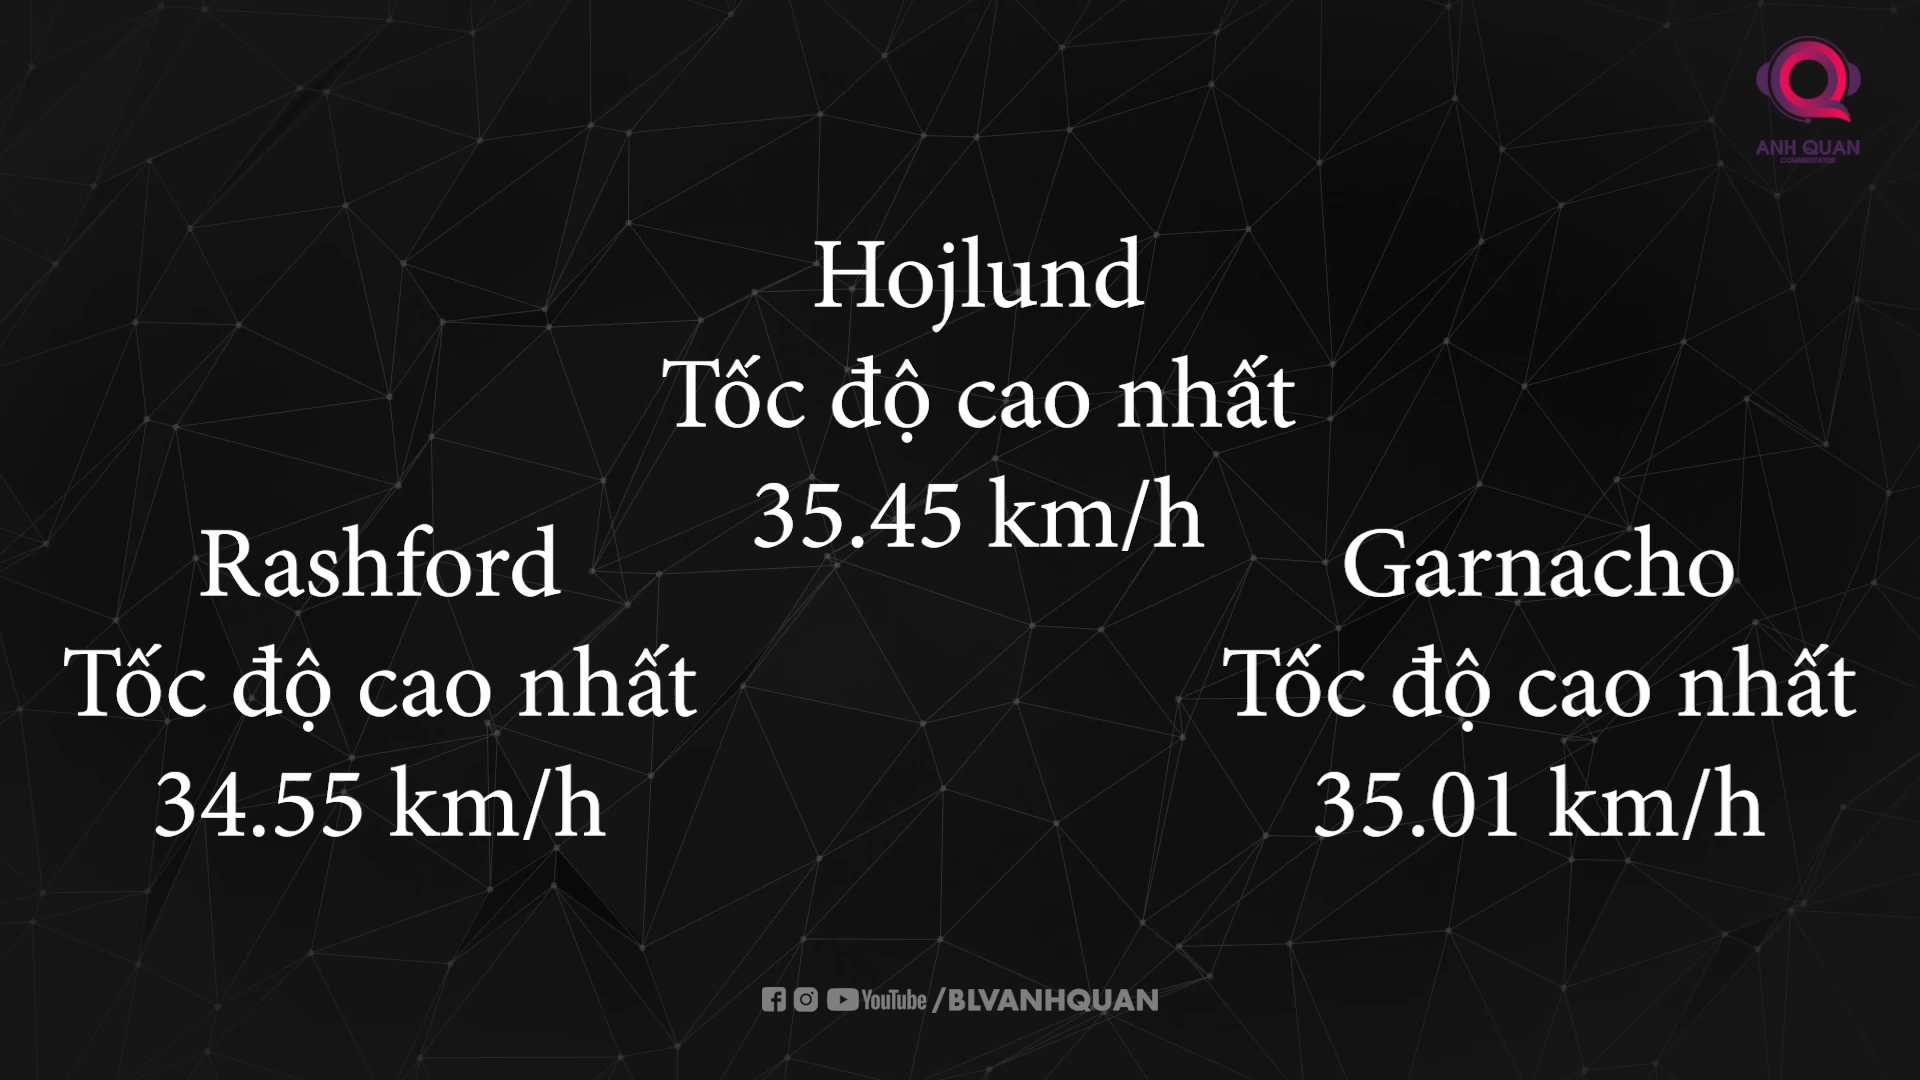 ANH QUAN
COMMENTATOR
Hojlund
Tốc độ cao nhất
35.45 km/h
Rashford
Tốc độ cao nhất
34.55 km/h
Garnacho
Tốc độ cao nhất
35.01 km/h
YouTube /BLVANHQUAN